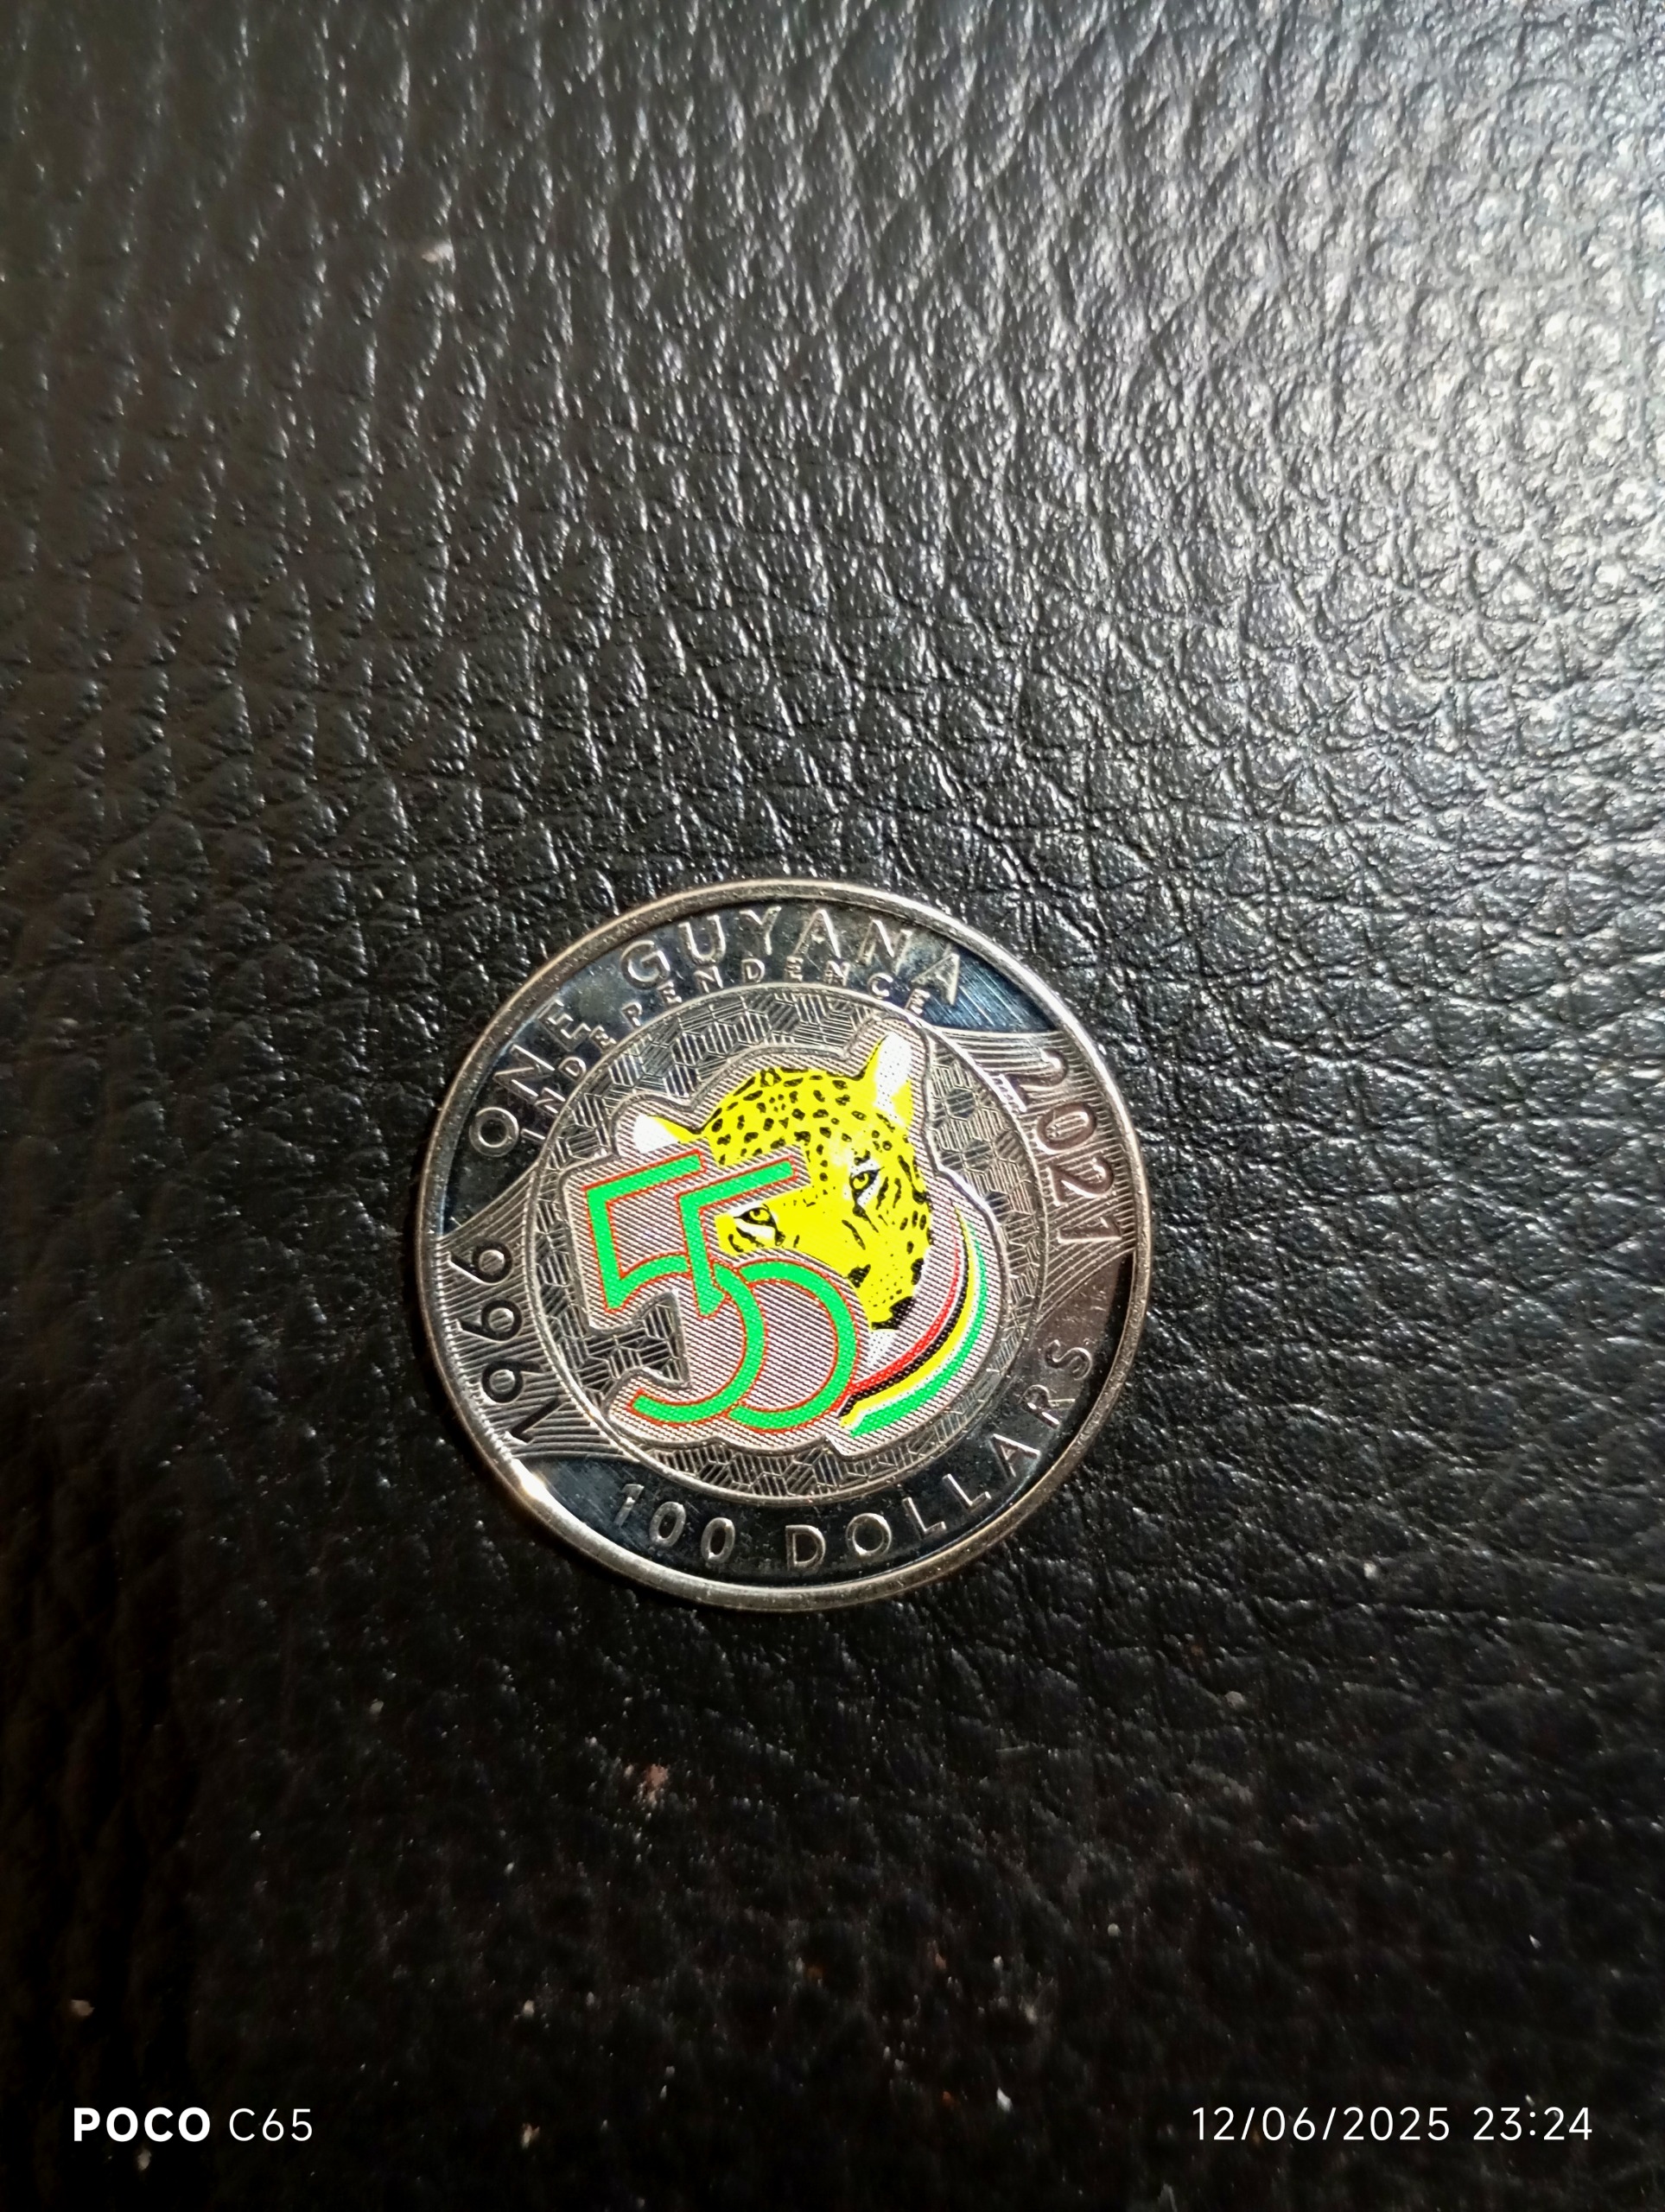 ONE GUYANA
INDEPENDENCE
1966
2021
55
100 DOLLARS
POCO C65
12/06/2025 23:24